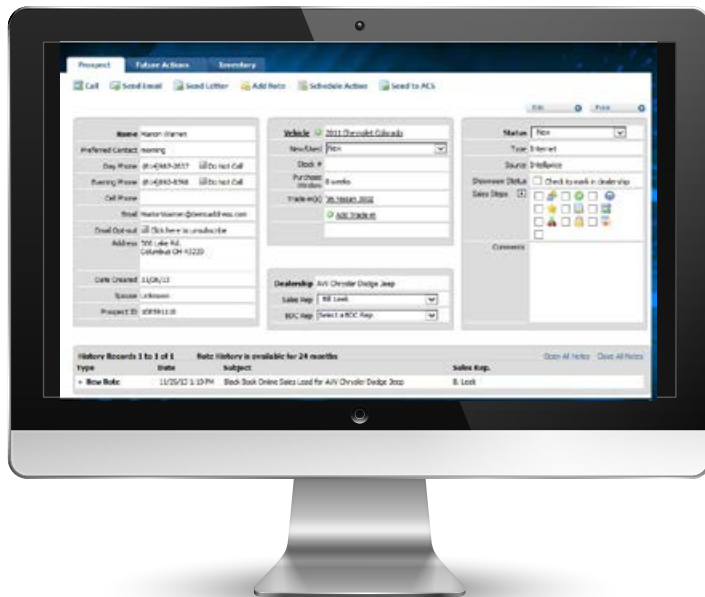 Prospect Future Actions Inventory
Call Send Email Send Letter Add Note Schedule Action Send to ACS
Edit Print
Name Marion Warren
Preferred Contact morning
Day Phone Do Not Call
Evening Phone Do Not Call
Cell Phone
Email
Email Opt-out Click here to unsubscribe
Address 500 Lake Rd.
Columbus OH 43220
Date Created
Spouse Unknown
Prospect ID
Vehicle 2011 Chevrolet Colorado
New/Used New
Stock #
Purchase
Window 8 weeks
Trade-in(s)
Add Trade-in
Dealership AVV Chrysler Dodge Jeep
Sales Rep Bill Leek
BDC Rep Select a BDC Rep
Status New
Type Internet
Source Intellaprice
Showroom Status Check to mark in dealership
Sales Steps
Comments
History Records 1 to 1 of 1 Note History is available for 24 months Open All Notes Close All Notes
Type Date Subject Sales Rep.
+ New Note 1:10 PM Black Book Online Sales Lead for AVV Chrysler Dodge Jeep B. Leek